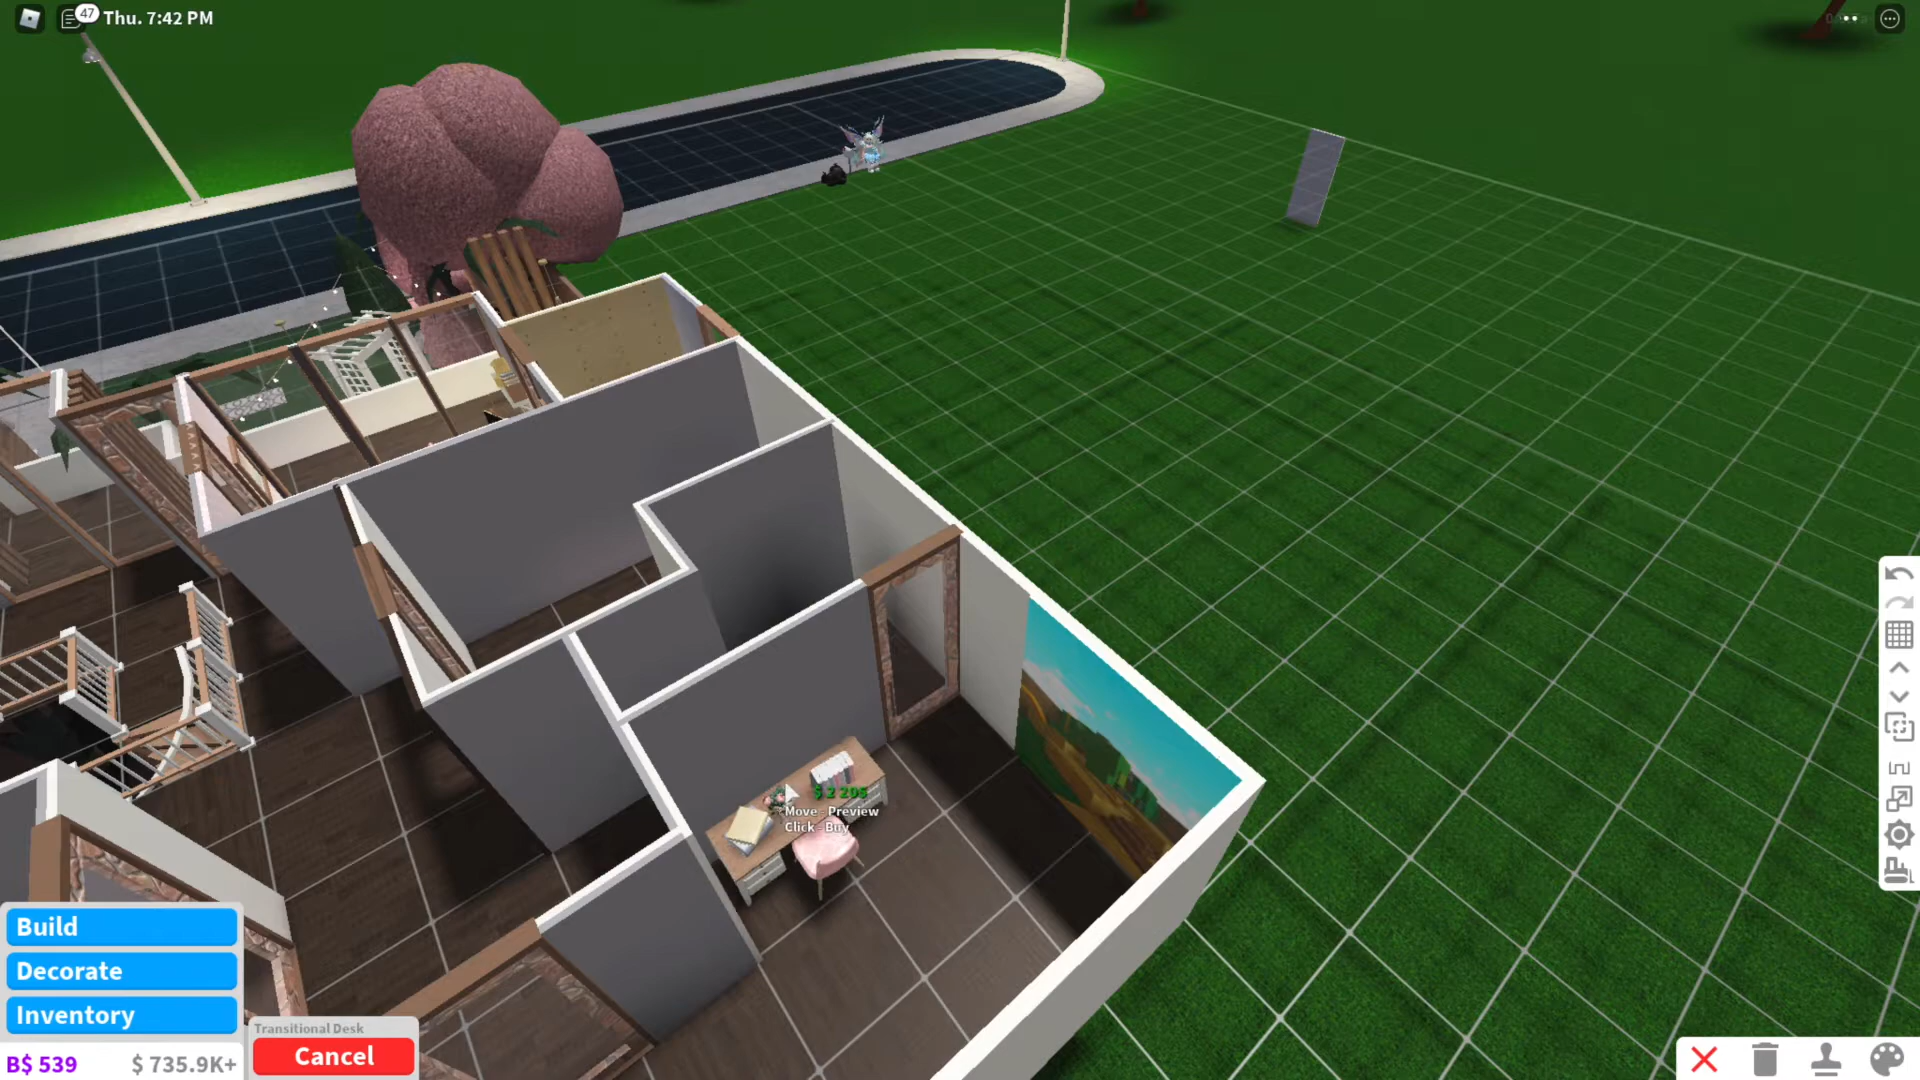 47
Thu. 7:42 PM
$ 2 295
Move - Preview
Click - Buy
Build
Decorate
Inventory
Transitional Desk
Cancel
B$ 539
$ 735.9K+